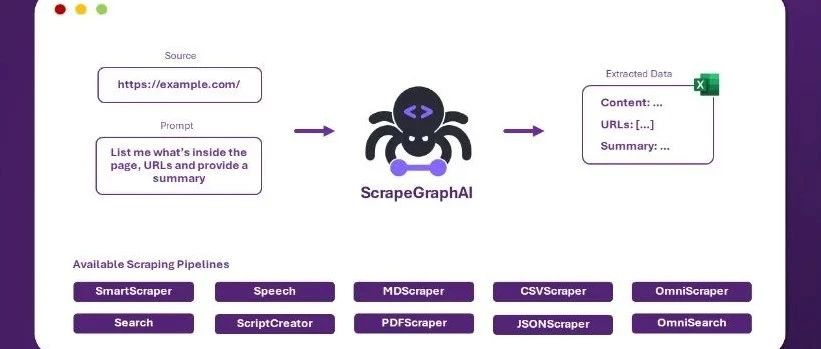 Source
https://example.com/
Prompt
List me what's inside the
page, URLs and provide a
summary
< >
ScrapeGraphAI
Extracted Data
X
Content: ...
URLs: [...]
Summary: ...
Available Scraping Pipelines
SmartScraper
Speech
MDScraper
CSVScraper
OmniScraper
Search
ScriptCreator
PDFScraper
JSONScraper
OmniSearch